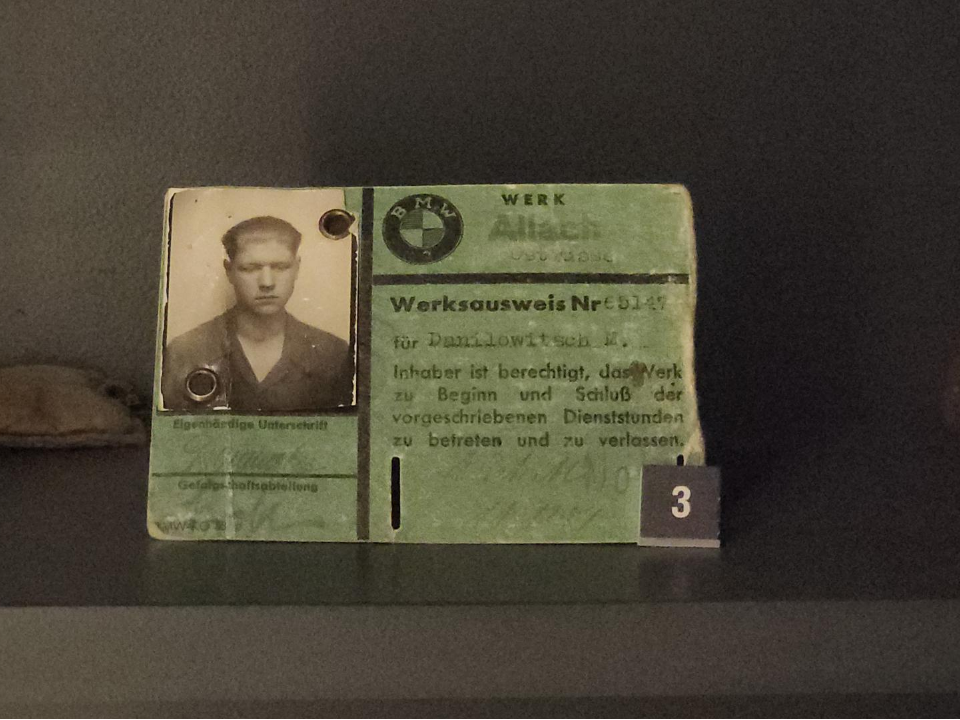 BMW
WERK
Allach
Werksausweis Nr
für Danilowitsch M.
Inhaber ist berechtigt, das Werk
zu Beginn und Schluß der
vorgeschriebenen Dienststunden
zu betreten und zu verlassen.
Eigenhändige Unterschrift
Gefolgschaftsabteilung
3